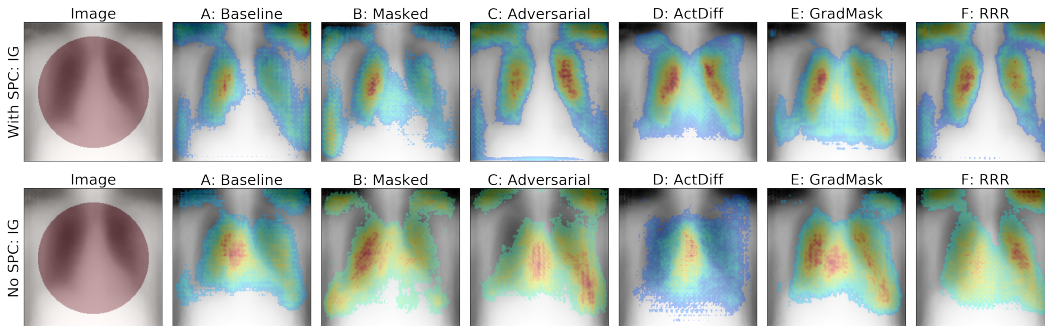 Image A: Baseline B: Masked C: Adversarial D: ActDiff E: GradMask F: RRR
With SPC: IG
Image A: Baseline B: Masked C: Adversarial D: ActDiff E: GradMask F: RRR
No SPC: IG